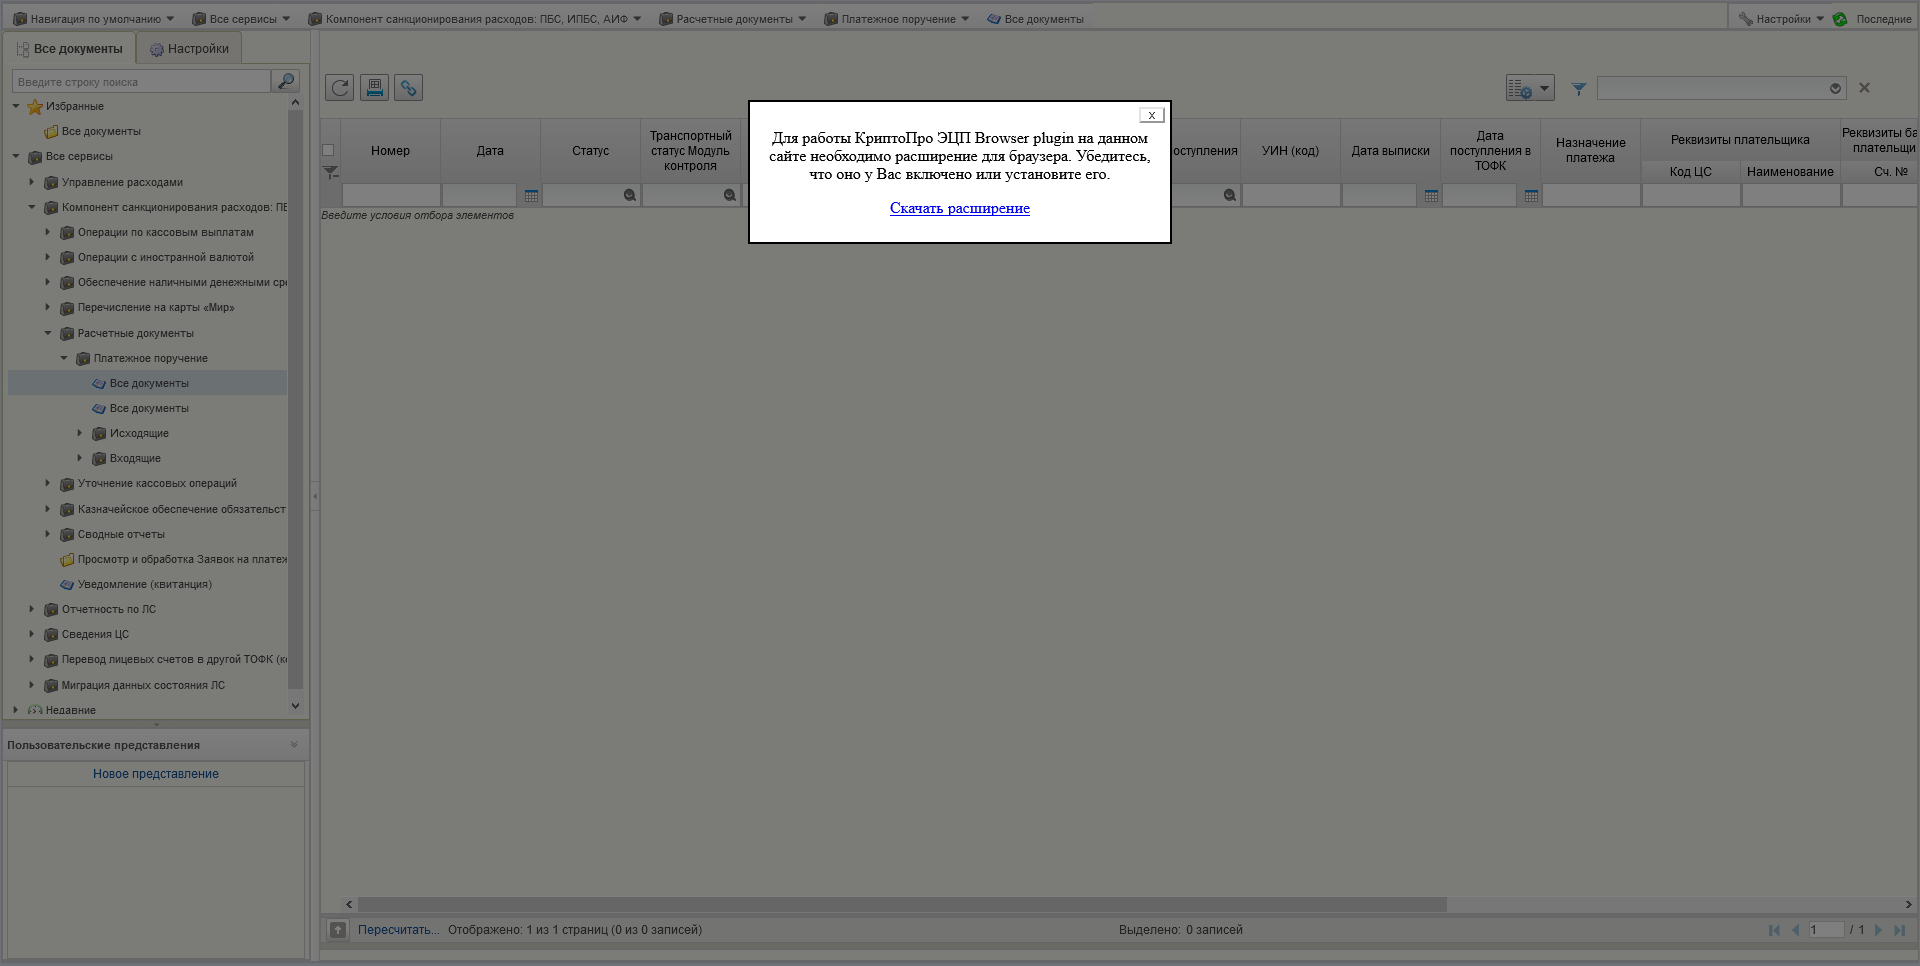 Навигация по умолчанию
Все сервисы
Компонент санкционирования расходов: ПБС, ИПБС, АИФ
Расчетные документы
Платежное поручение
Все документы
Настройки
Последние
Все документы
Настройки
Введите строку поиска
Избранные
Все документы
Все сервисы
Управление расходами
Компонент санкционирования расходов: ПБ
Операции по кассовым выплатам
Операции с иностранной валютой
Обеспечение наличными денежными ср
Перечисление на карты «Мир»
Расчетные документы
Платежное поручение
Все документы
Все документы
Исходящие
Входящие
Уточнение кассовых операций
Казначейское обеспечение обязательст
Сводные отчеты
Просмотр и обработка Заявок на платеж
Уведомление (квитанция)
Отчетность по ЛС
Сведения ЦС
Перевод лицевых счетов в другой ТОФК (к
Миграция данных состояния ЛС
Недавние
Пользовательские представления
Новое представление
Номер
Дата
Статус
Транспортный
статус Модуль
контроля
оступления
УИН (код)
Дата выписки
Дата
поступления в
ТОФК
Назначение
платежа
Реквизиты плательщика
Код ЦС
Наименование
Реквизиты ба
плательщи
Сч. №
Введите условия отбора элементов
x
Для работы КриптоПро ЭЦП Browser plugin на данном
сайте необходимо расширение для браузера. Убедитесь,
что оно у Вас включено или установите его.
Скачать расширение
Пересчитать...
Отображено: 1 из 1 страниц (0 из 0 записей)
Выделено: 0 записей
1 / 1